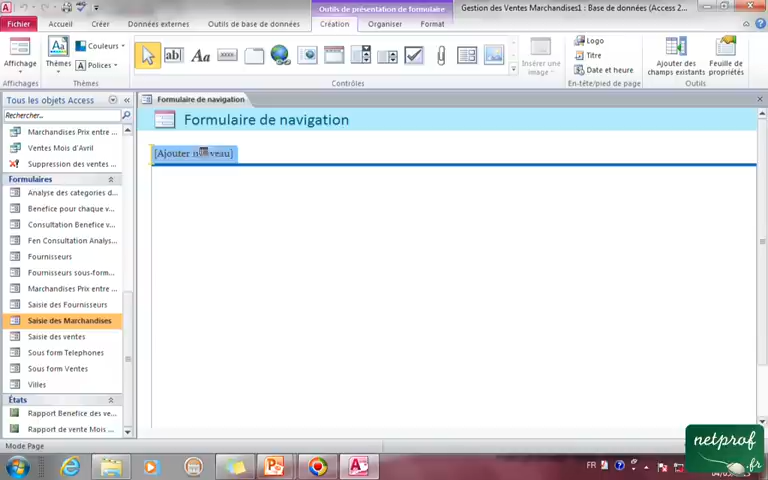 Outils de présentation de formulaire
Gestion des Ventes Marchandises1 : Base de données (Access 2...
Fichier Accueil Créer Données externes Outils de base de données Création Organiser Format
Affichage
Affichages
Thèmes
Couleurs
Polices
Thèmes
ab|
Aa
xxxx
Contrôles
Insérer une
image
Logo
Titre
Date et heure
En-tête/pied de page
Ajouter des
champs existants
Feuille de
propriétés
Outils
Tous les objets Access
Rechercher...
Marchandises Prix entre ...
Ventes Mois d'Avril
Suppression des ventes ...
Formulaires
Analyse des categories d...
Benefice pour chaque v...
Consultation Benefice v...
Fen Consultation Analys...
Fournisseurs
Fournisseurs sous-form...
Marchandises Prix entre ...
Saisie des Fournisseurs
Saisie des Marchandises
Saisie des ventes
Sous form Telephones
Sous form Ventes
Villes
États
Rapport Benefice des ve...
Rapport de vente Mois ...
Formulaire de navigation
Formulaire de navigation
Mode Page
FR
netprof
.fr